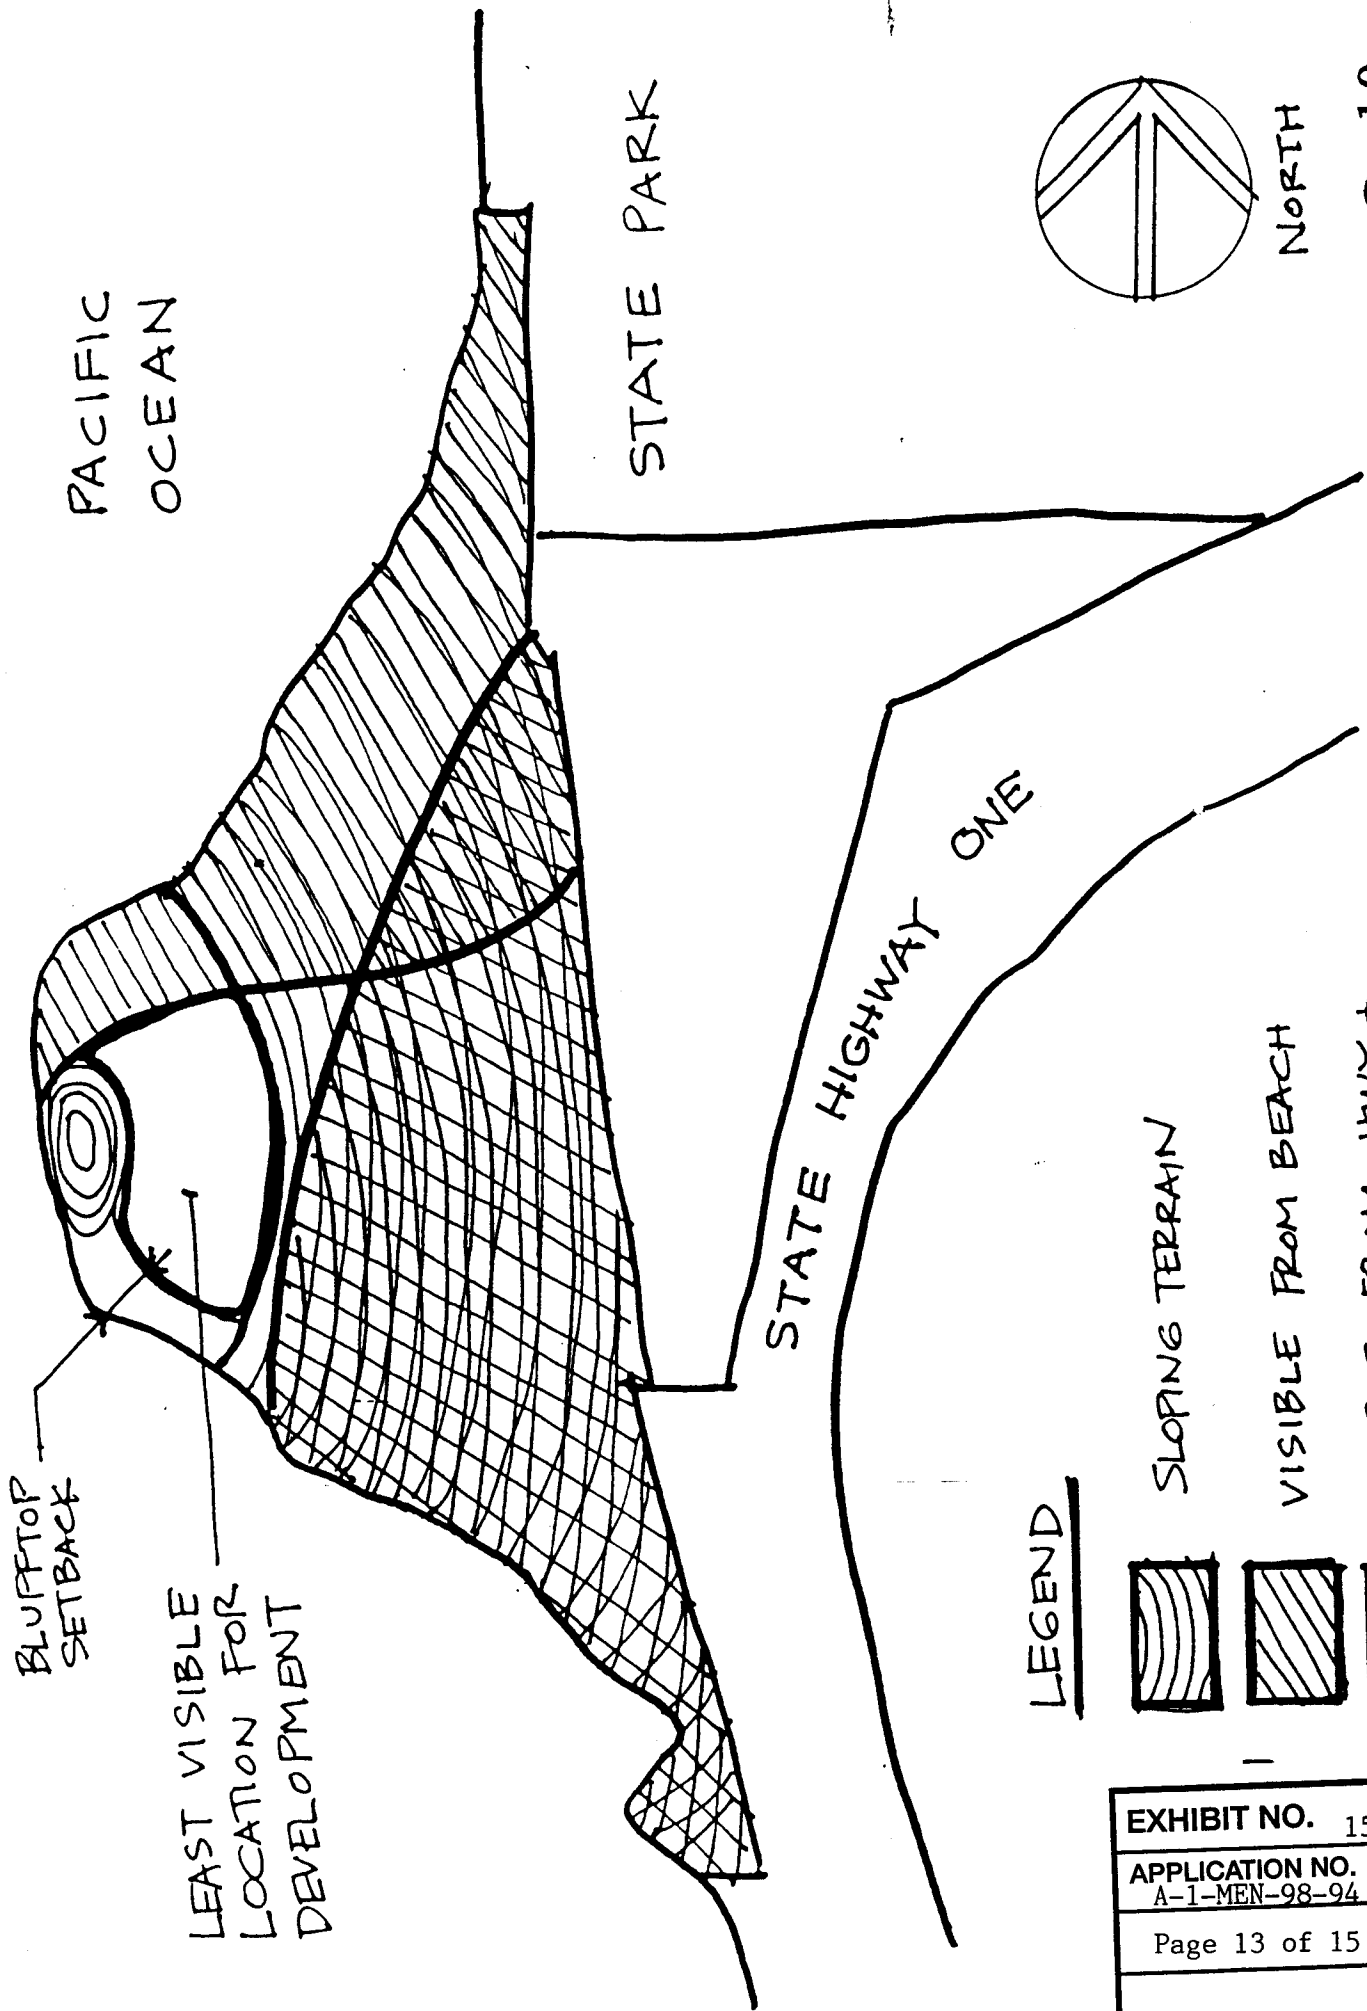 BLUFFTOP
SETBACK
LEAST VISIBLE
LOCATION FOR
DEVELOPMENT
PACIFIC
OCEAN
STATE PARK
STATE HIGHWAY ONE
NORTH
LEGEND
SLOPING TERRAIN
VISIBLE FROM BEACH
EXHIBIT NO. 15
APPLICATION NO.
A-1-MEN-98-94
Page 13 of 15